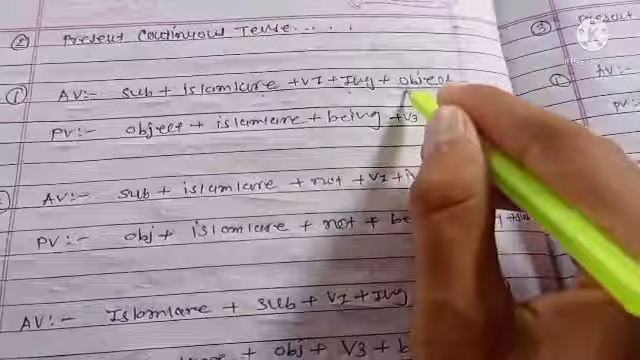 ② Present Continuous Tense.....
① AV:- Sub + is/am/are + V1 + Ing + object
PV:- object + is/am/are + being + V3
AV:- Sub + is/am/are + not + V1 +
PV:- obj + is/am/are + not +
AV:- Is/am/are + Sub + V1 + Ing
+ obj + V3 +
③ Present
① AV:-
PV:-
KINEMASTER